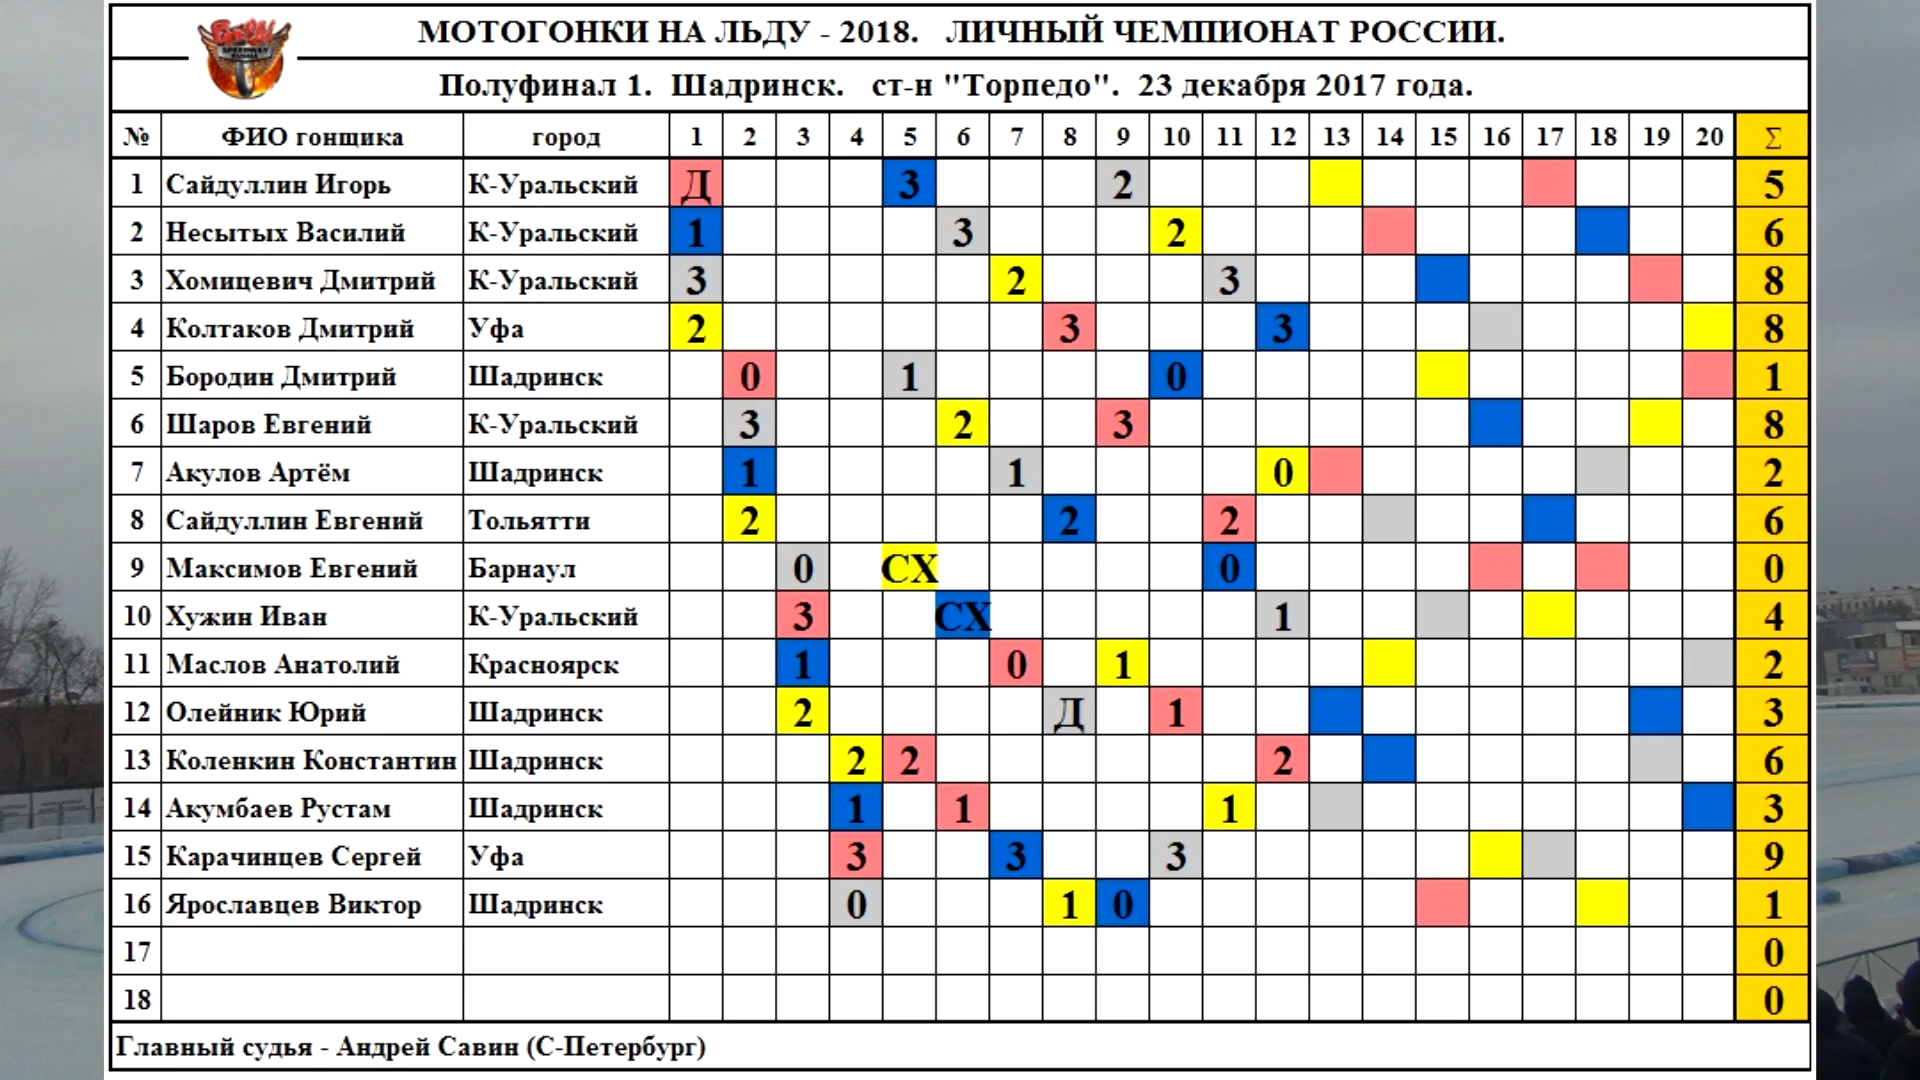 МОТОГОНКИ НА ЛЬДУ - 2018. ЛИЧНЫЙ ЧЕМПИОНАТ РОССИИ.
Полуфинал 1. Шадринск. ст-н "Торпедо". 23 декабря 2017 года.
№ ФИО гонщика город 1 2 3 4 5 6 7 8 9 10 11 12 13 14 15 16 17 18 19 20 Σ
1 Сайдуллин Игорь К-Уральский Д 3 2 5
2 Несытых Василий К-Уральский 1 3 2 6
3 Хомицевич Дмитрий К-Уральский 3 2 3 8
4 Колтаков Дмитрий Уфа 2 3 3 8
5 Бородин Дмитрий Шадринск 0 1 0 1
6 Шаров Евгений К-Уральский 3 2 3 8
7 Акулов Артём Шадринск 1 1 0 2
8 Сайдуллин Евгений Тольятти 2 2 2 6
9 Максимов Евгений Барнаул 0 СХ 0 0
10 Хужин Иван К-Уральский 3 СХ 1 4
11 Маслов Анатолий Красноярск 1 0 1 2
12 Олейник Юрий Шадринск 2 Д 1 3
13 Коленкин Константин Шадринск 2 2 2 6
14 Акумбаев Рустам Шадринск 1 1 1 3
15 Карачинцев Сергей Уфа 3 3 3 9
16 Ярославцев Виктор Шадринск 0 1 0 1
17 0
18 0
Главный судья - Андрей Савин (С-Петербург)